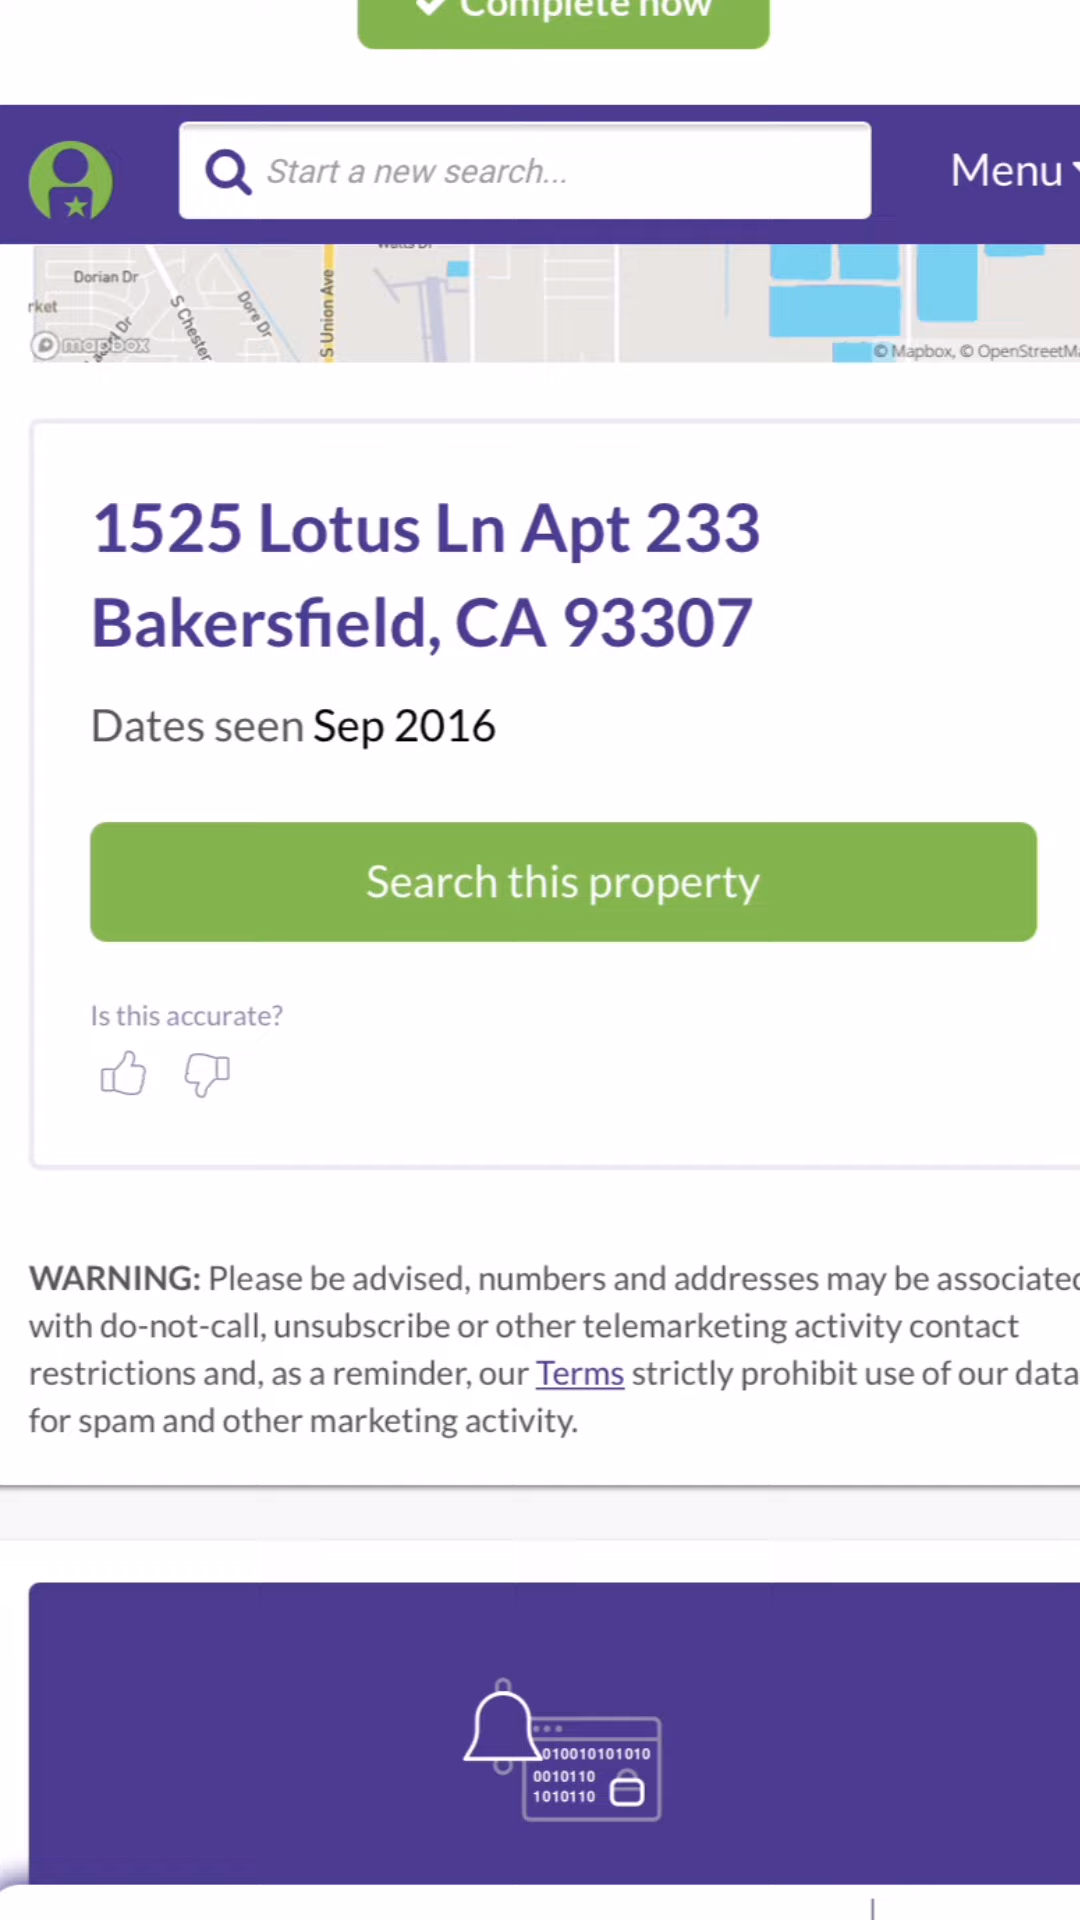 Complete now
Start a new search...
Menu
Watts Dr
Dorian Dr
rket
S Chester
Dore Dr
S Union Ave
mapbox
© Mapbox, © OpenStreetMa
1525 Lotus Ln Apt 233
Bakersfield, CA 93307
Dates seen Sep 2016
Search this property
Is this accurate?
WARNING: Please be advised, numbers and addresses may be associated
with do-not-call, unsubscribe or other telemarketing activity contact
restrictions and, as a reminder, our Terms strictly prohibit use of our data
for spam and other marketing activity.
010010101010
0010110
1010110